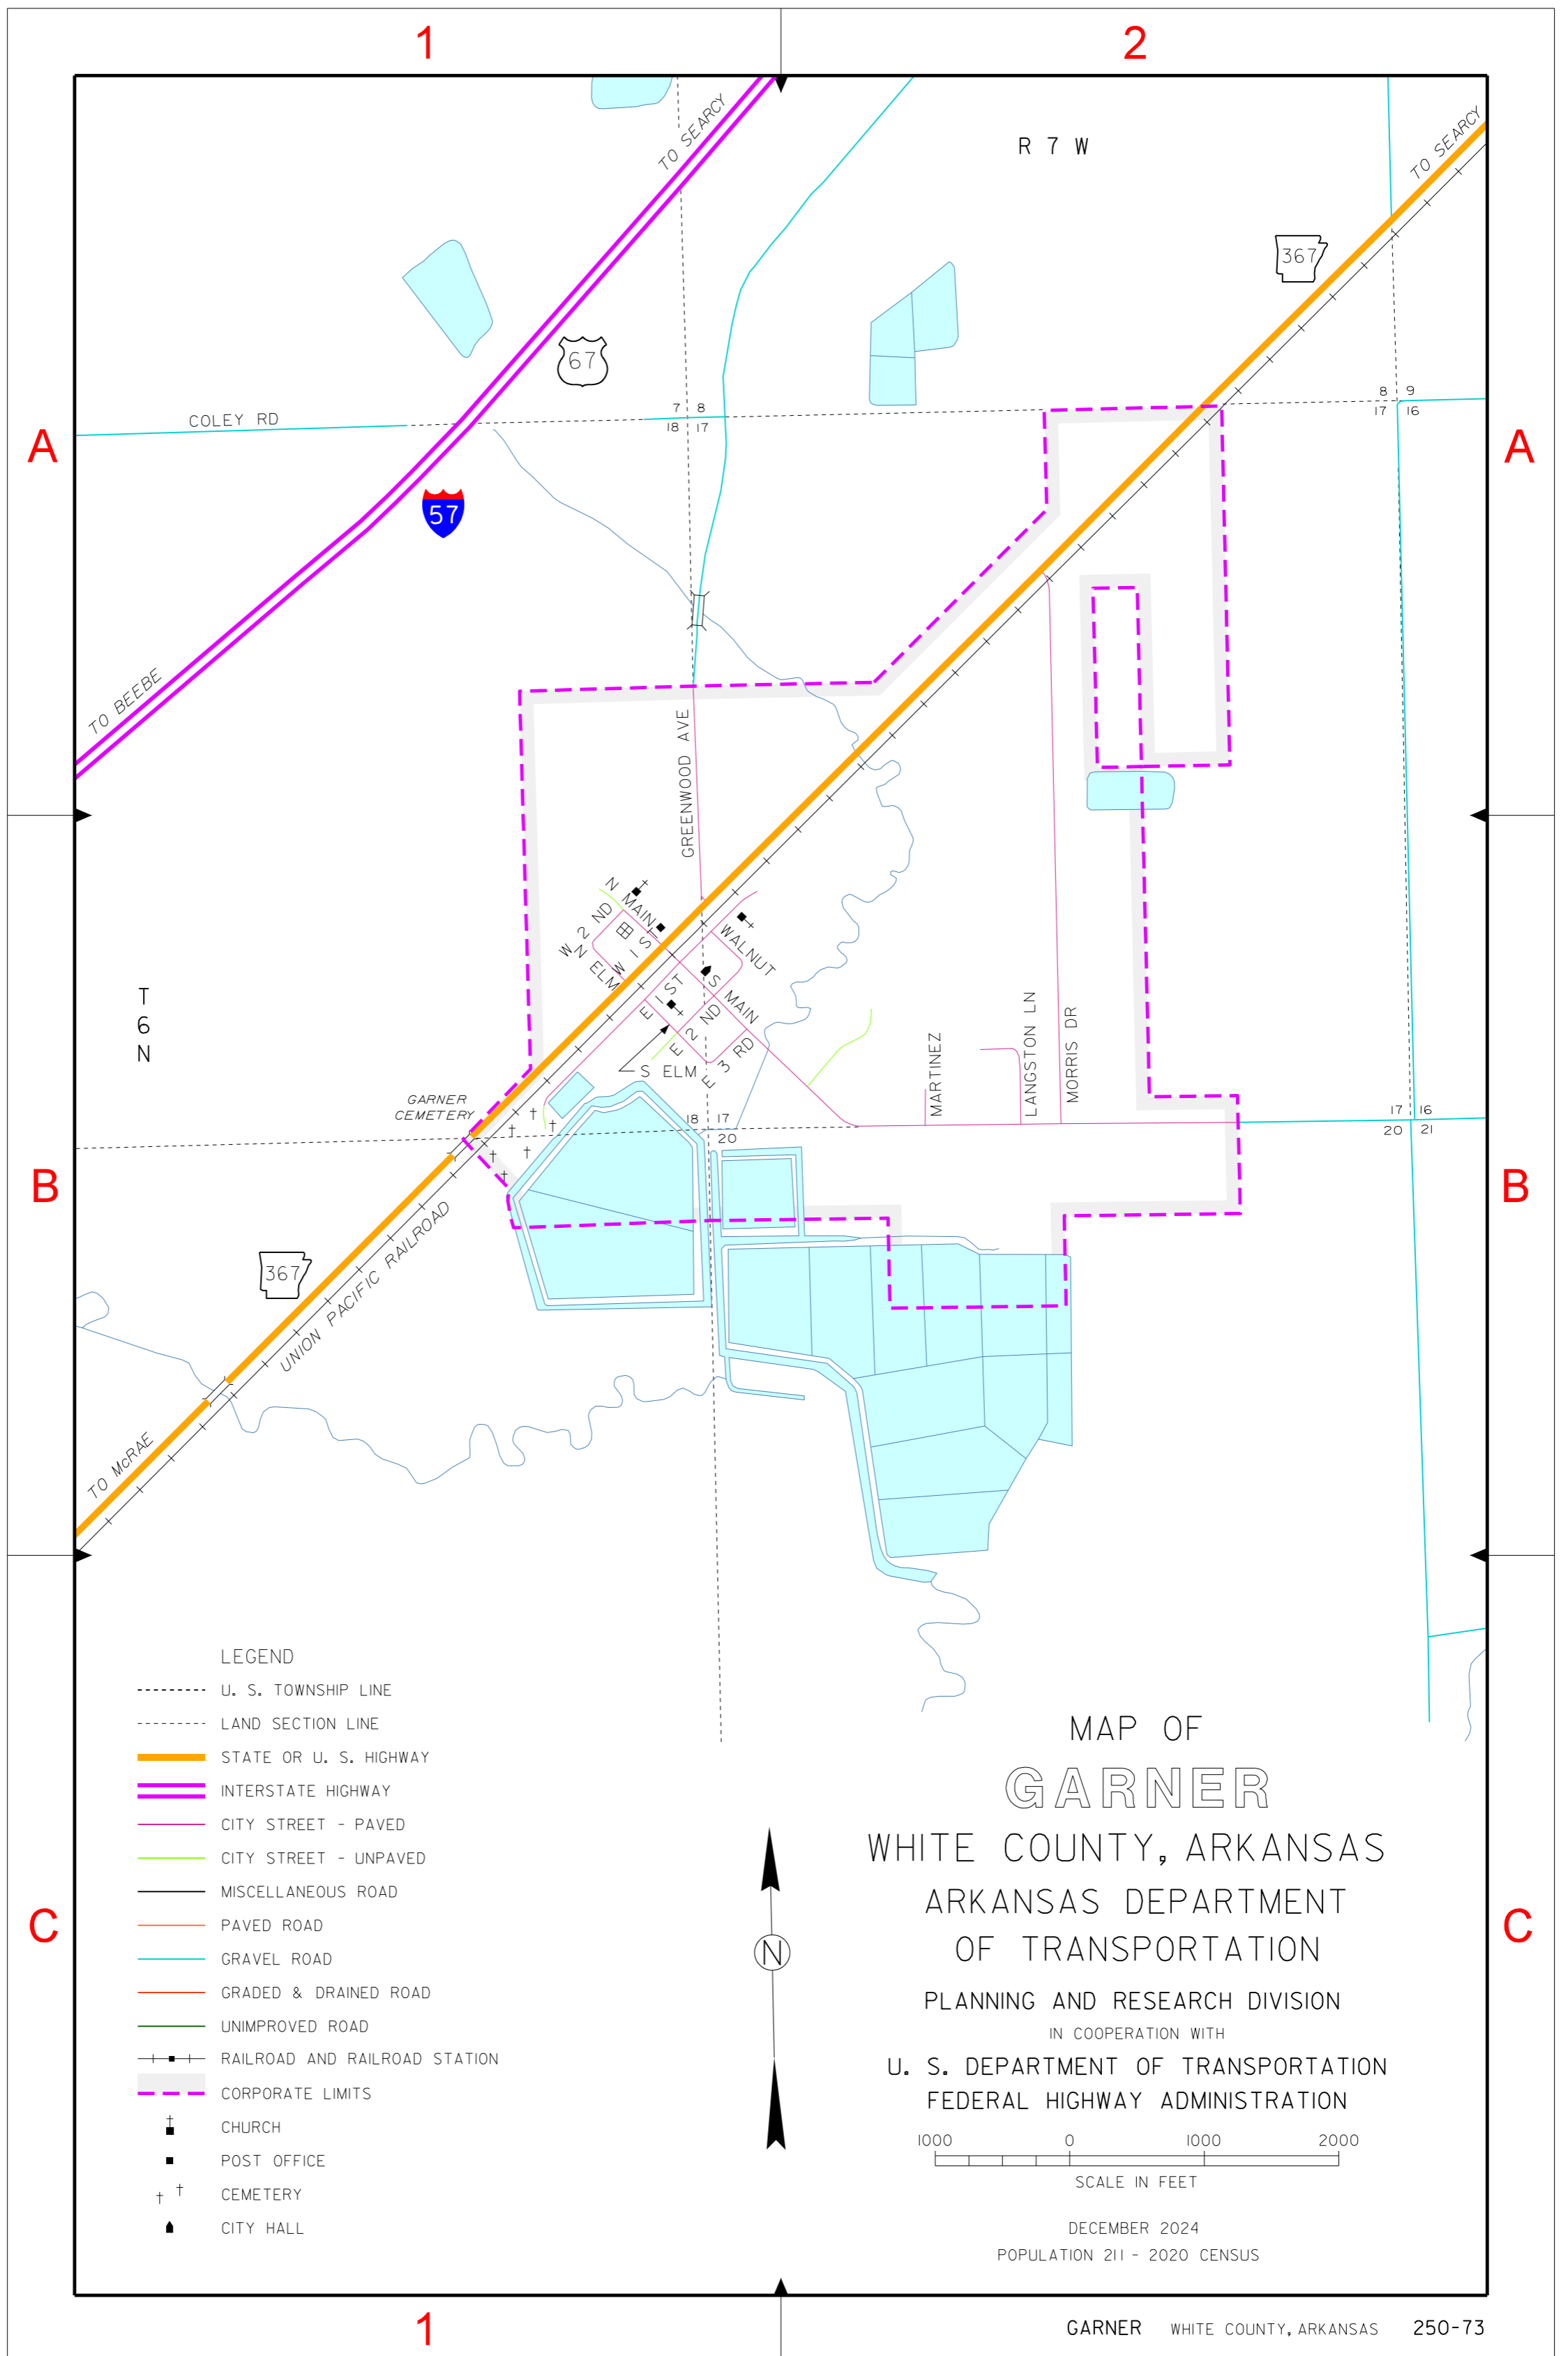 1
2
TO SEARCY
R 7 W
TO SEARCY
367
67
COLEY RD
7 8
18 17
8 9
17 16
A
A
57
TO BEEBE
GREENWOOD AVE
N MAIN
W 2 ND
N ELM
W 1 ST
WALNUT
E 1 ST
S MAIN
E 2 ND
E 3 RD
S ELM
T
6
N
MARTINEZ
LANGSTON LN
MORRIS DR
GARNER
CEMETERY
18 17
20
17 16
20 21
B
B
367
UNION PACIFIC RAILROAD
TO McRAE
LEGEND
U. S. TOWNSHIP LINE
LAND SECTION LINE
STATE OR U. S. HIGHWAY
INTERSTATE HIGHWAY
CITY STREET - PAVED
CITY STREET - UNPAVED
MISCELLANEOUS ROAD
PAVED ROAD
GRAVEL ROAD
GRADED & DRAINED ROAD
UNIMPROVED ROAD
RAILROAD AND RAILROAD STATION
CORPORATE LIMITS
CHURCH
POST OFFICE
CEMETERY
CITY HALL
C
C
N
MAP OF
GARNER
WHITE COUNTY, ARKANSAS
ARKANSAS DEPARTMENT
OF TRANSPORTATION
PLANNING AND RESEARCH DIVISION
IN COOPERATION WITH
U. S. DEPARTMENT OF TRANSPORTATION
FEDERAL HIGHWAY ADMINISTRATION
1000 0 1000 2000
SCALE IN FEET
DECEMBER 2024
POPULATION 211 - 2020 CENSUS
1
GARNER WHITE COUNTY, ARKANSAS 250-73